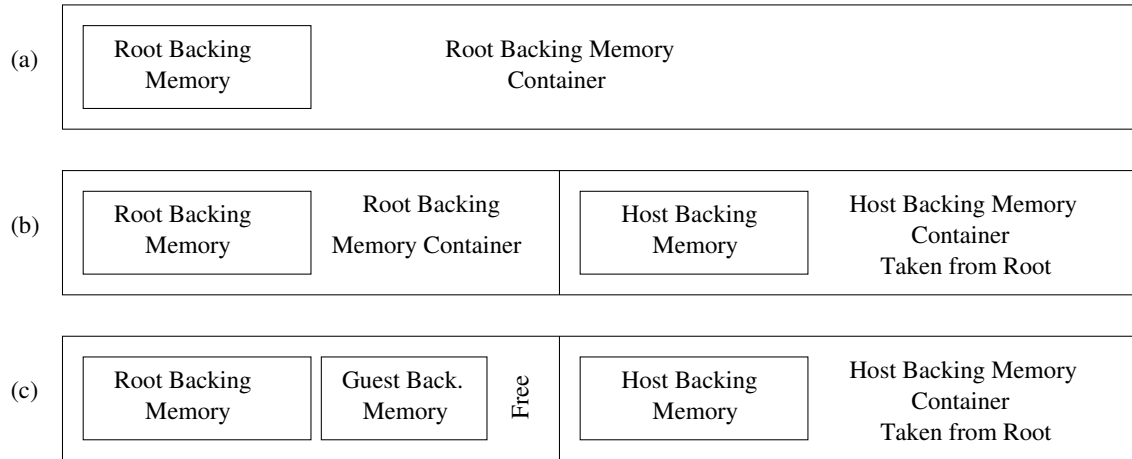 (a)
Root Backing
Memory
Root Backing Memory
Container
(b)
Root Backing
Memory
Root Backing
Memory Container
Host Backing
Memory
Host Backing Memory
Container
Taken from Root
(c)
Root Backing
Memory
Guest Back.
Memory
Free
Host Backing
Memory
Host Backing Memory
Container
Taken from Root